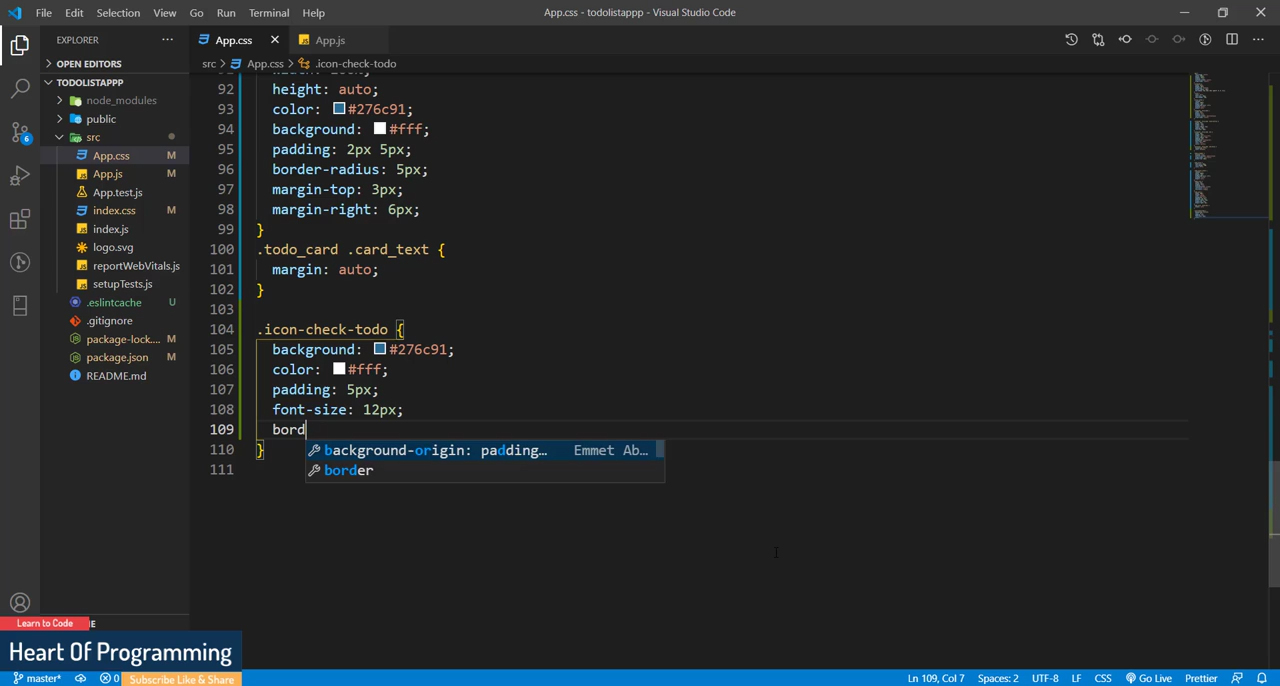 File Edit Selection View Go Run Terminal Help App.css - todolistappp - Visual Studio Code
EXPLORER ··· App.css App.js
OPEN EDITORS src > App.css > .icon-check-todo
TODOLISTAPPP
node_modules
public
src
App.css M
App.js M
App.test.js
index.css M
index.js
logo.svg
reportWebVitals.js
setupTests.js
.eslintcache U
.gitignore
package-lock.... M
package.json M
README.md
92 height: auto;
93 color: #276c91;
94 background: #fff;
95 padding: 2px 5px;
96 border-radius: 5px;
97 margin-top: 3px;
98 margin-right: 6px;
99 }
100 .todo_card .card_text {
101 margin: auto;
102 }
103
104 .icon-check-todo {
105 background: #276c91;
106 color: #fff;
107 padding: 5px;
108 font-size: 12px;
109 bord
110 }
111
background-origin: padding… Emmet Ab…
border
6
Learn to Code
Heart Of Programming
Subscribe Like & Share
master* 0 Ln 109, Col 7 Spaces: 2 UTF-8 LF CSS Go Live Prettier